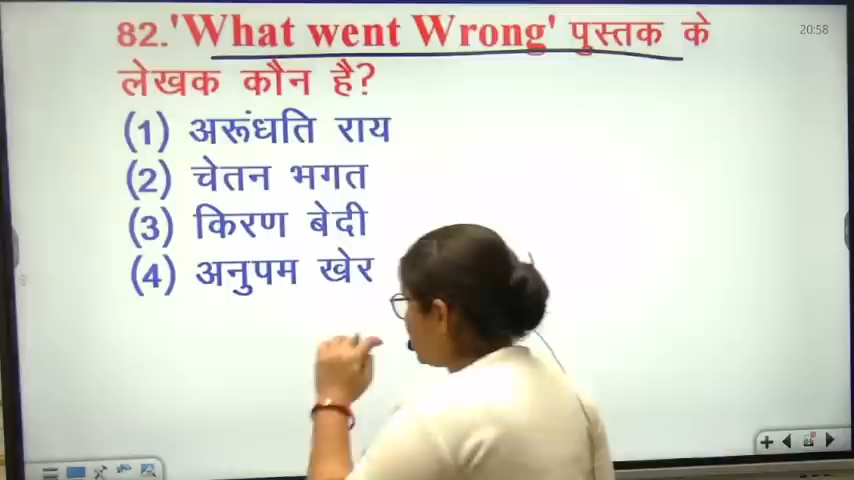 82.'What went Wrong' पुस्तक के
लेखक कौन है?
(1) अरूंधति राय
(2) चेतन भगत
(3) किरण बेदी
(4) अनुपम खेर
20:58